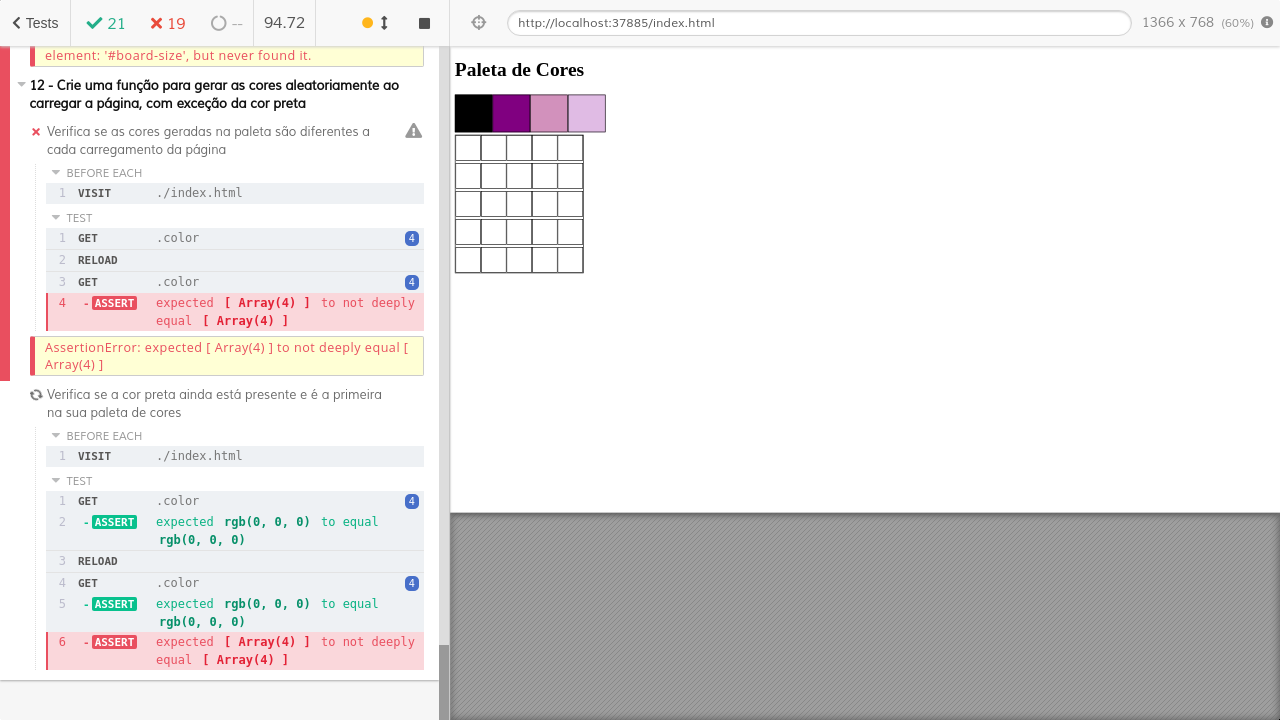 Tests
21
19
--
94.72
http://localhost:37885/index.html
1366 x 768 (60%)
element: '#board-size', but never found it.
12 - Crie uma função para gerar as cores aleatoriamente ao
carregar a página, com exceção da cor preta
Verifica se as cores geradas na paleta são diferentes a
cada carregamento da página
BEFORE EACH
1 VISIT ./index.html
TEST
1 GET .color 4
2 RELOAD
3 GET .color 4
4 -ASSERT expected [ Array(4) ] to not deeply
equal [ Array(4) ]
AssertionError: expected [ Array(4) ] to not deeply equal [
Array(4) ]
Verifica se a cor preta ainda está presente e é a primeira
na sua paleta de cores
BEFORE EACH
1 VISIT ./index.html
TEST
1 GET .color 4
2 -ASSERT expected rgb(0, 0, 0) to equal
rgb(0, 0, 0)
3 RELOAD
4 GET .color 4
5 -ASSERT expected rgb(0, 0, 0) to equal
rgb(0, 0, 0)
6 -ASSERT expected [ Array(4) ] to not deeply
equal [ Array(4) ]
Paleta de Cores